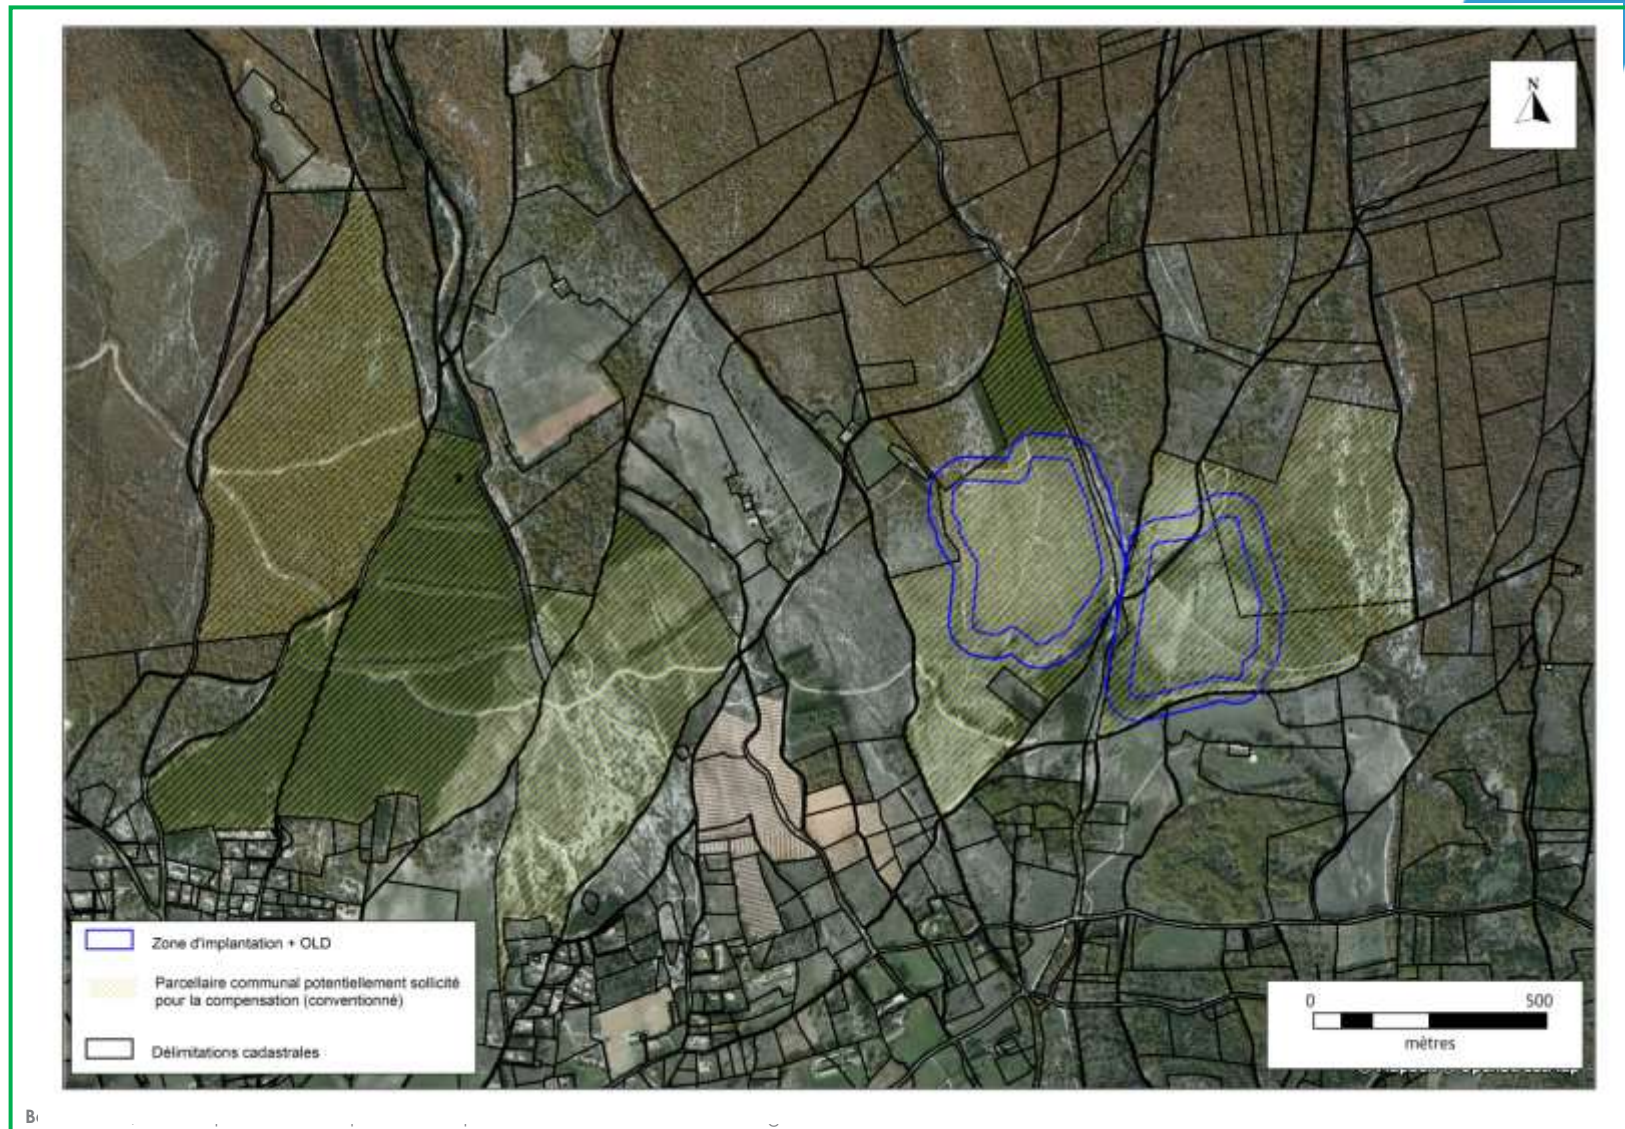 N
Zone d'implantation + OLD
Parcellaire communal potentiellement sollicité
pour la compensation (conventionné)
Délimitations cadastrales
0 500
mètres